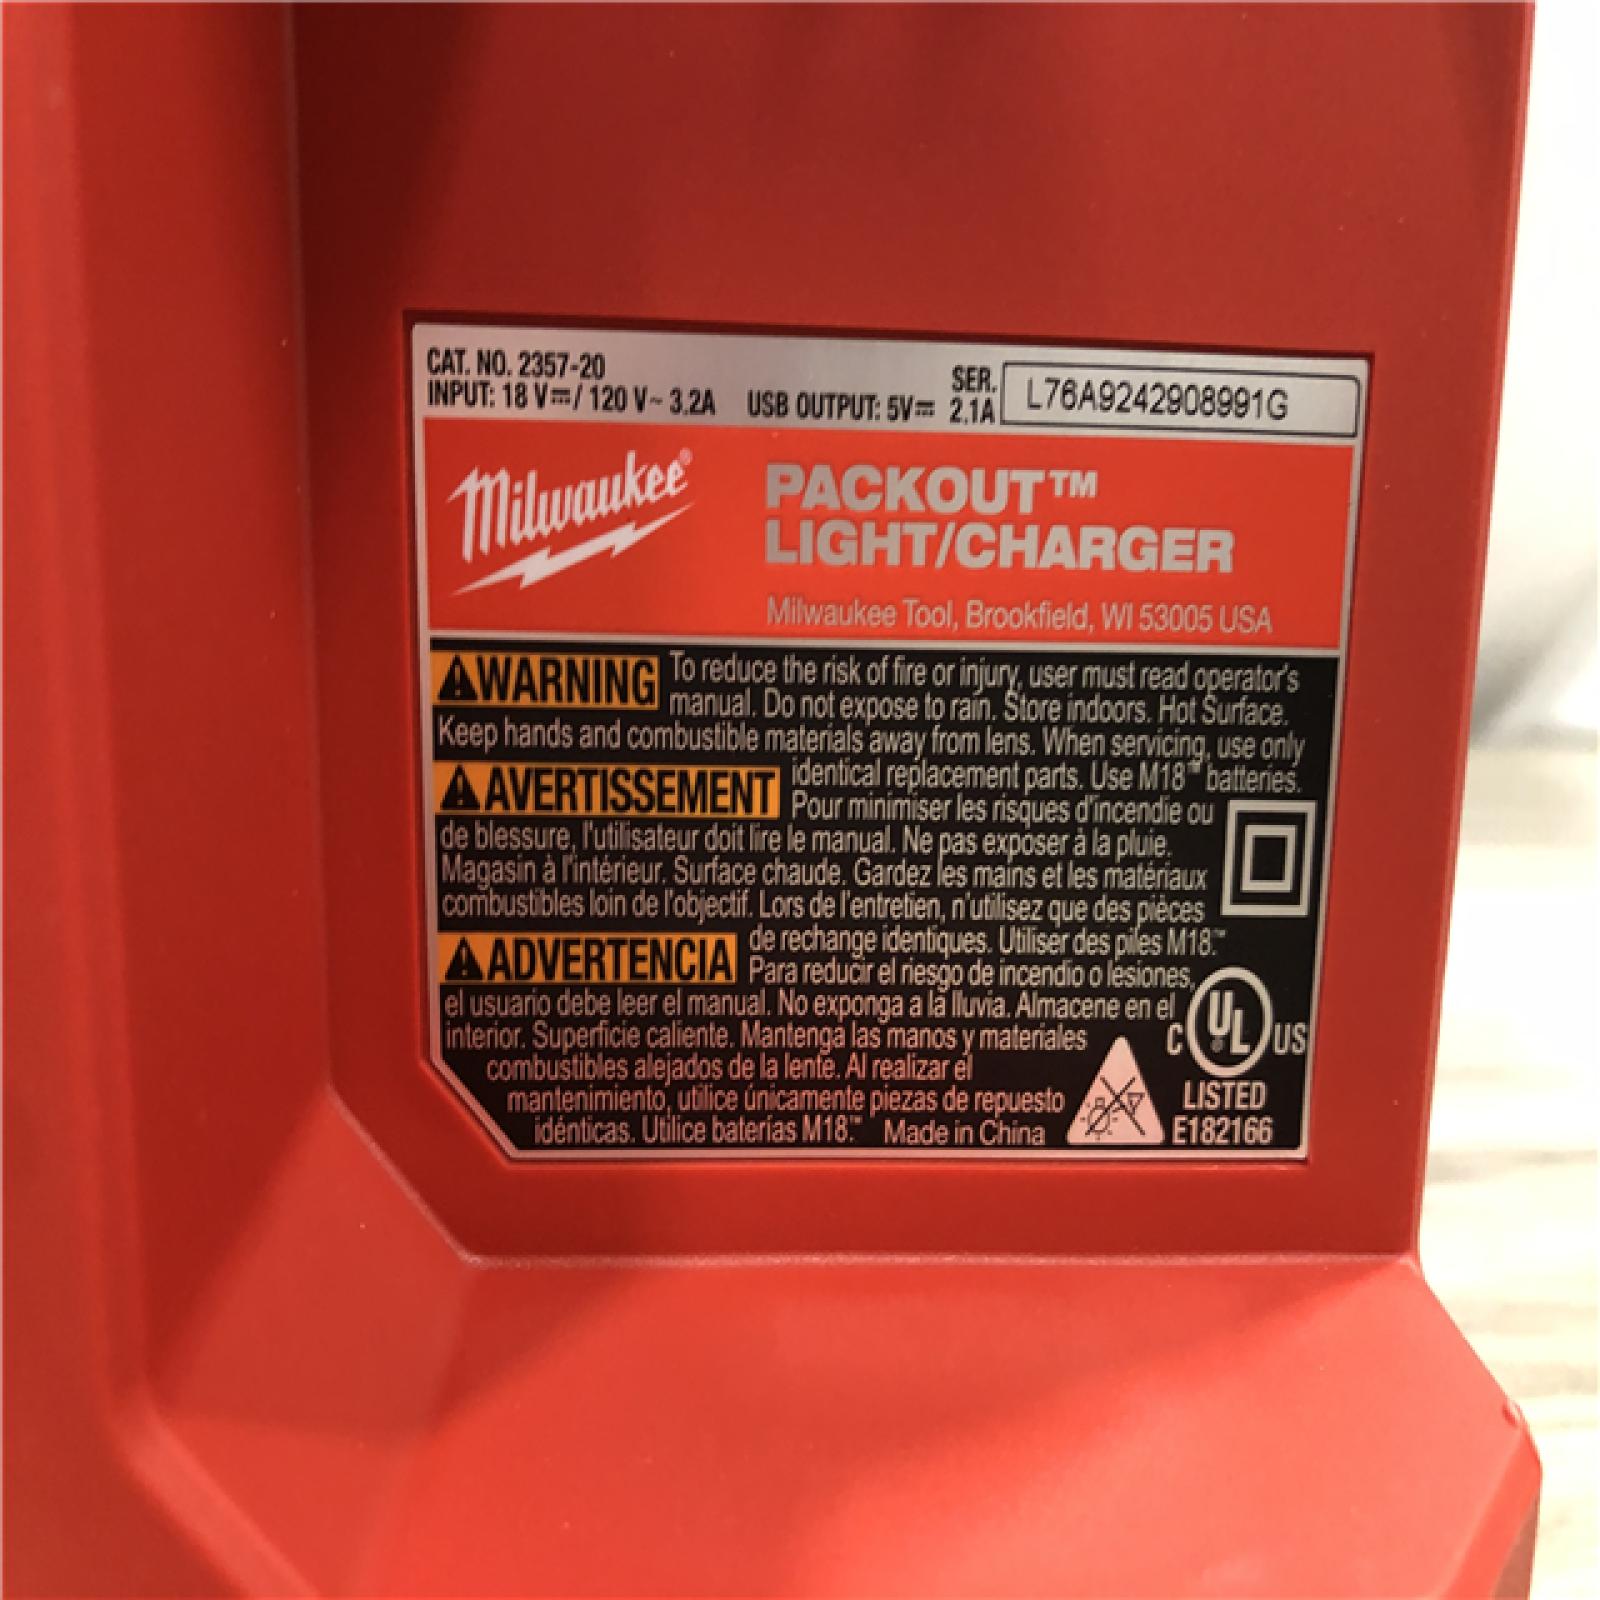 CAT. NO. 2357-20
INPUT: 18 V⎓/ 120 V~ 3.2A USB OUTPUT: 5V⎓ 2.1A
SER. L76A9242908991G
Milwaukee®
PACKOUT™
LIGHT/CHARGER
Milwaukee Tool, Brookfield, WI 53005 USA
⚠WARNING To reduce the risk of fire or injury, user must read operator's
manual. Do not expose to rain. Store indoors. Hot Surface.
Keep hands and combustible materials away from lens. When servicing, use only
identical replacement parts. Use M18™ batteries.
⚠AVERTISSEMENT Pour minimiser les risques d'incendie ou
de blessure, l'utilisateur doit lire le manual. Ne pas exposer à la pluie.
Magasin à l'intérieur. Surface chaude. Gardez les mains et les matériaux
combustibles loin de l'objectif. Lors de l'entretien, n'utilisez que des pièces
de rechange identiques. Utiliser des piles M18.™
⚠ADVERTENCIA Para reducir el riesgo de incendio o lesiones,
el usuario debe leer el manual. No exponga a la lluvia. Almacene en el
interior. Superficie caliente. Mantenga las manos y materiales
combustibles alejados de la lente. Al realizar el
mantenimiento, utilice únicamente piezas de repuesto
idénticas. Utilice baterías M18.™ Made in China
C UL® US
LISTED
E182166